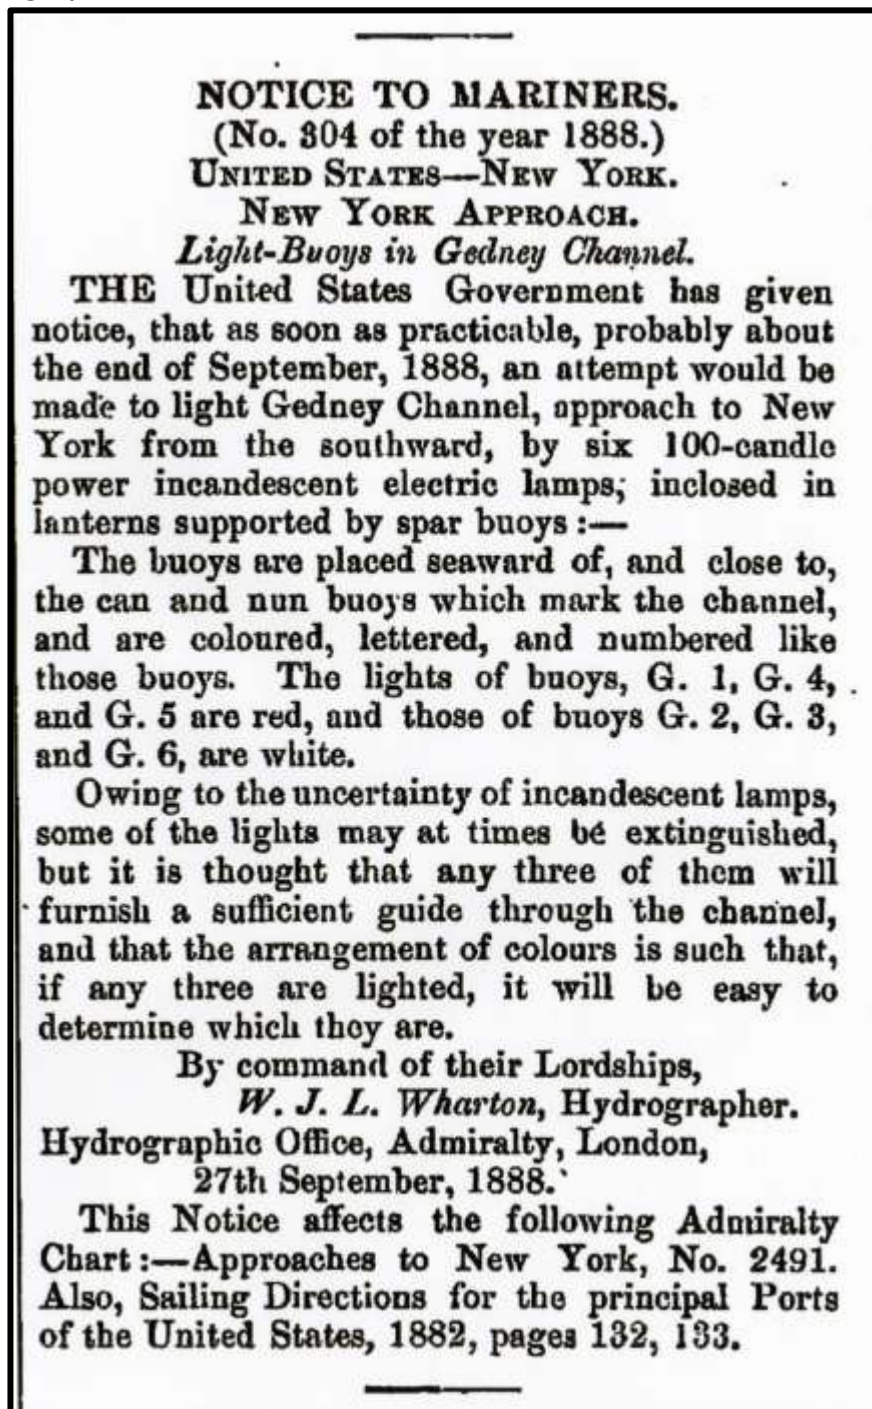 NOTICE TO MARINERS.
(No. 304 of the year 1888.)
UNITED STATES—NEW YORK.
NEW YORK APPROACH.
Light-Buoys in Gedney Channel.
THE United States Government has given
notice, that as soon as practicable, probably about
the end of September, 1888, an attempt would be
made to light Gedney Channel, approach to New
York from the southward, by six 100-candle
power incandescent electric lamps, inclosed in
lanterns supported by spar buoys :—
The buoys are placed seaward of, and close to,
the can and nun buoys which mark the channel,
and are coloured, lettered, and numbered like
those buoys. The lights of buoys, G. 1, G. 4,
and G. 5 are red, and those of buoys G. 2, G. 3,
and G. 6, are white.
Owing to the uncertainty of incandescent lamps,
some of the lights may at times be extinguished,
but it is thought that any three of them will
furnish a sufficient guide through the channel,
and that the arrangement of colours is such that,
if any three are lighted, it will be easy to
determine which they are.
By command of their Lordships,
W. J. L. Wharton, Hydrographer.
Hydrographic Office, Admiralty, London,
27th September, 1888.
This Notice affects the following Admiralty
Chart :—Approaches to New York, No. 2491.
Also, Sailing Directions for the principal Ports
of the United States, 1882, pages 132, 133.